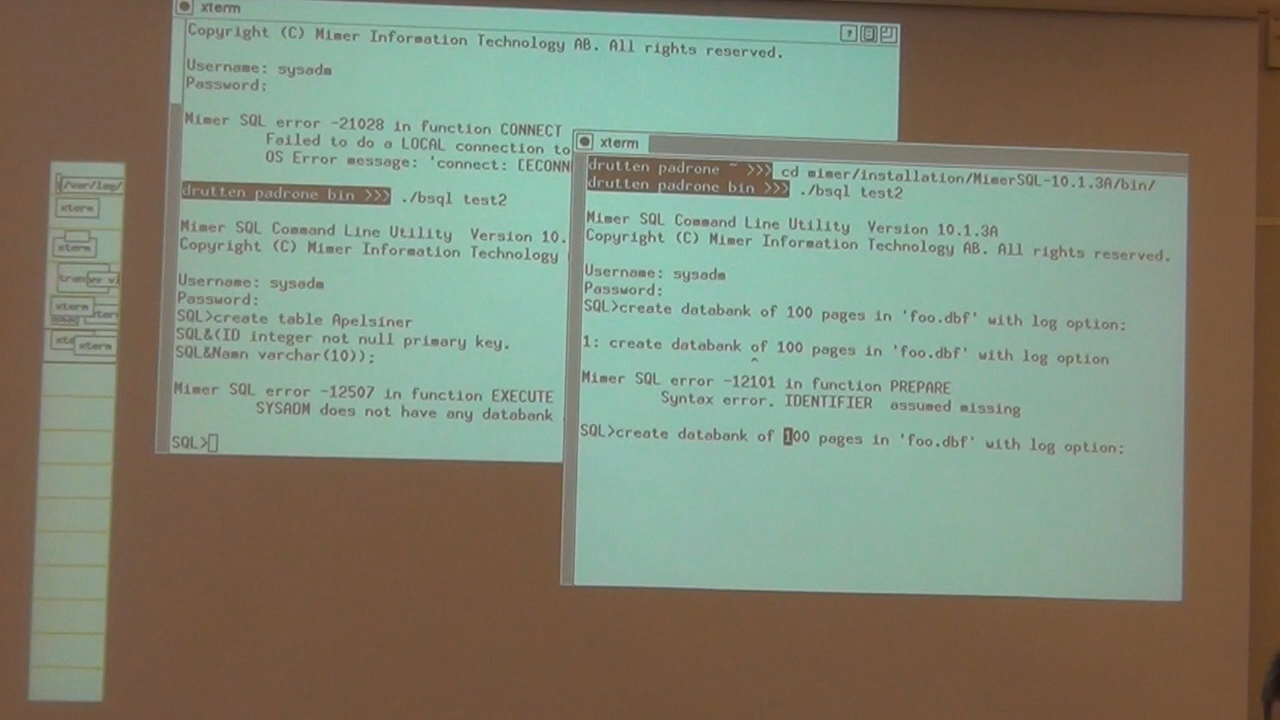 xterm
Copyright (C) Mimer Information Technology AB. All rights reserved.
Username: sysadm
Password:
Mimer SQL error -21028 in function CONNECT
Failed to do a LOCAL connection to
OS Error message: 'connect: [ECONN
drutten padrone bin >>> ./bsql test2
Mimer SQL Command Line Utility Version 10.
Copyright (C) Mimer Information Technology
Username: sysadm
Password:
SQL>create table Apelsiner
SQL&(ID integer not null primary key.
SQL&Namn varchar(10));
Mimer SQL error -12507 in function EXECUTE
SYSADM does not have any databank
SQL>
xterm
drutten padrone ~ >>> cd mimer/installation/MimerSQL-10.1.3A/bin/
drutten padrone bin >>> ./bsql test2
Mimer SQL Command Line Utility Version 10.1.3A
Copyright (C) Mimer Information Technology AB. All rights reserved.
Username: sysadm
Password:
SQL>create databank of 100 pages in 'foo.dbf' with log option;
1: create databank of 100 pages in 'foo.dbf' with log option
^
Mimer SQL error -12101 in function PREPARE
Syntax error. IDENTIFIER assumed missing
SQL>create databank of 100 pages in 'foo.dbf' with log option;
/var/log/
xterm
xterm
xterm
xterm